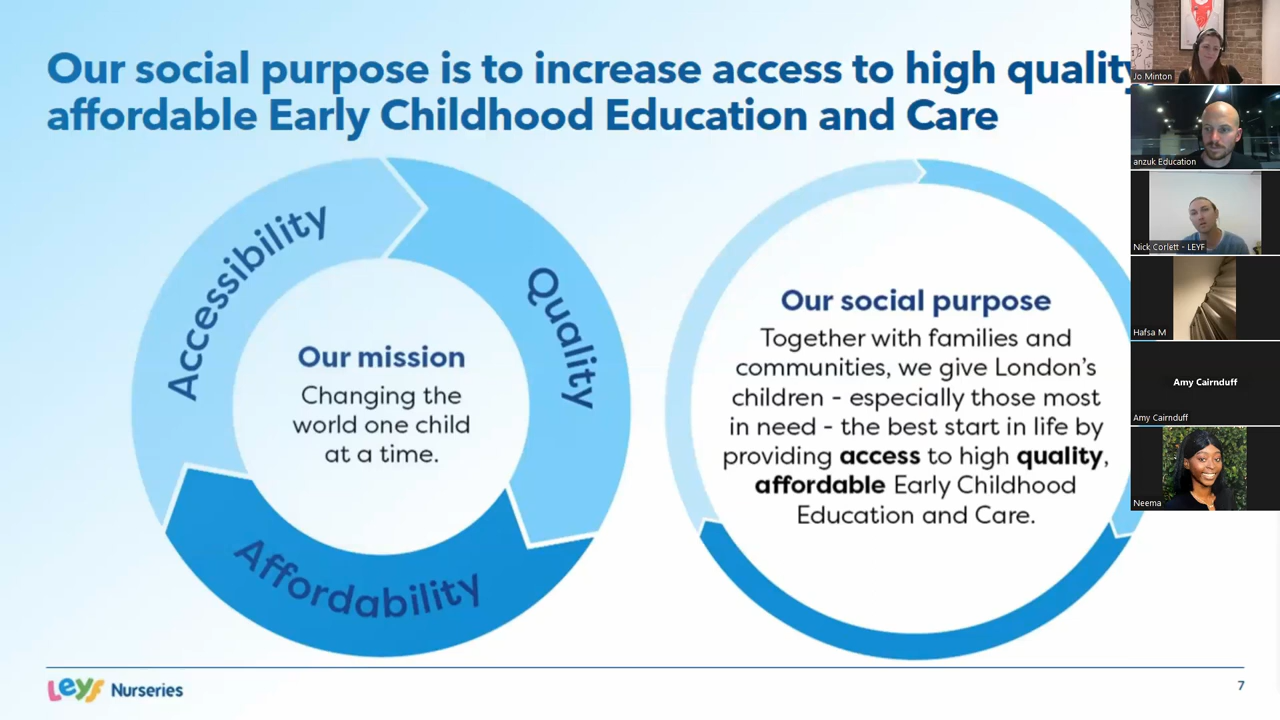 Our social purpose is to increase access to high quality
affordable Early Childhood Education and Care
Accessibility
Quality
Affordability
Our mission
Changing the
world one child
at a time.
Our social purpose
Together with families and
communities, we give London's
children - especially those most
in need - the best start in life by
providing access to high quality,
affordable Early Childhood
Education and Care.
Jo Minton
anzuk Education
Nick Corlett - LEYF
Hafsa M
Amy Cairnduff
Amy Cairnduff
Neema
Leyf Nurseries
7